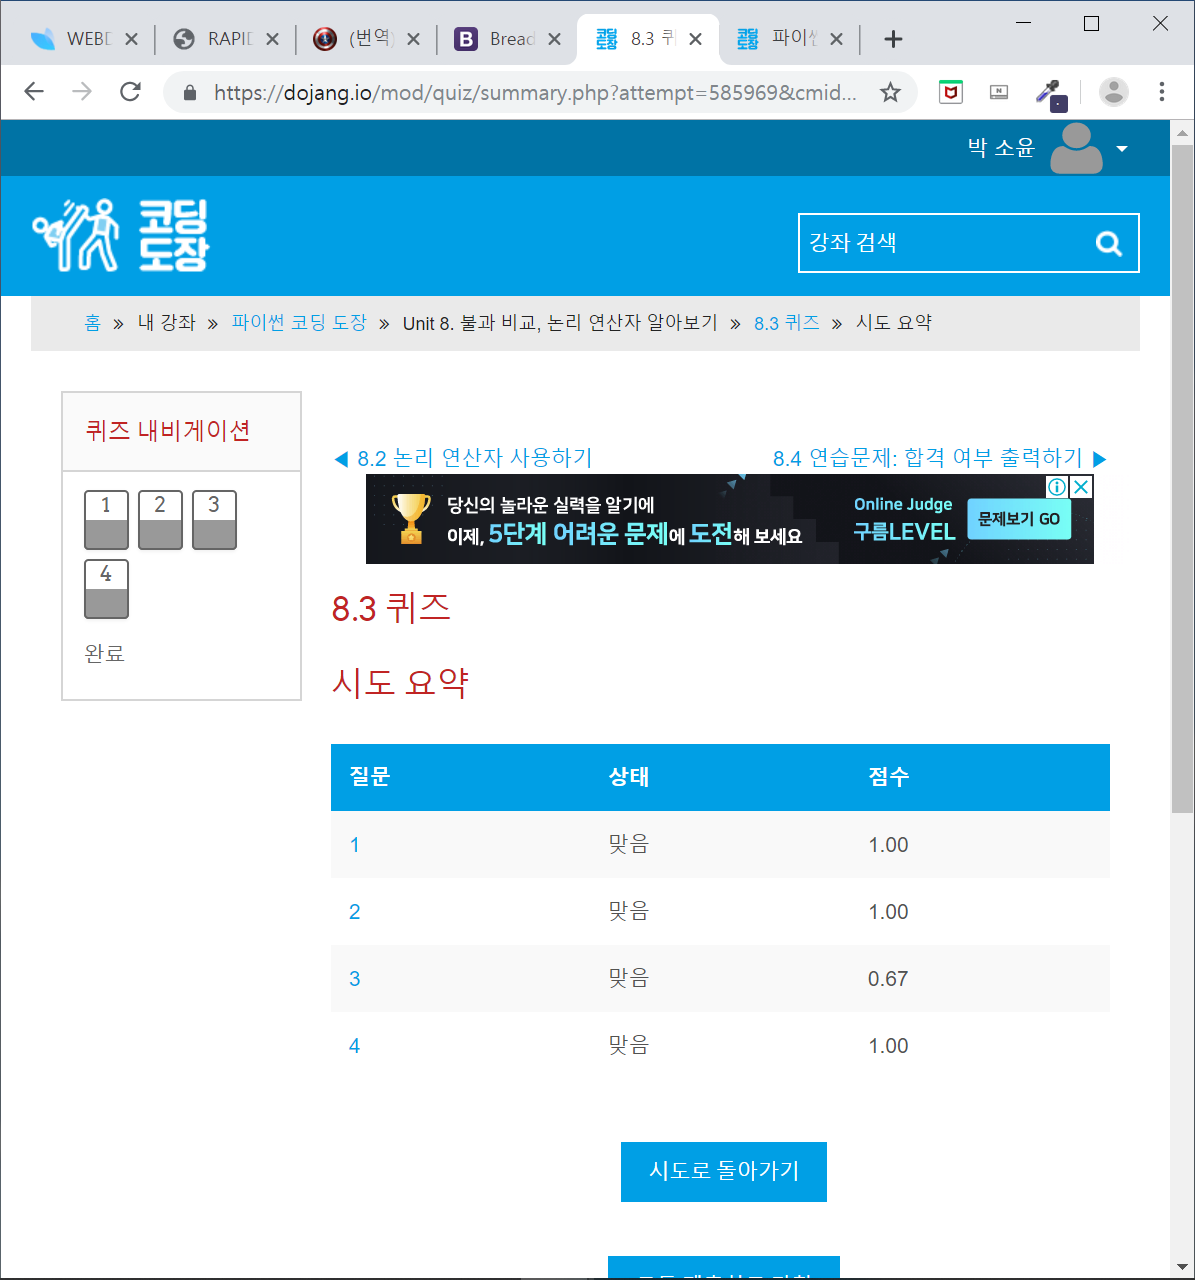 WEBD
RAPID
(번역)
B Bread
8.3 퀴
파이썬
https://dojang.io/mod/quiz/summary.php?attempt=585969&cmid...
박 소윤
코딩
도장
강좌 검색
홈 » 내 강좌 » 파이썬 코딩 도장 » Unit 8. 불과 비교, 논리 연산자 알아보기 » 8.3 퀴즈 » 시도 요약
퀴즈 내비게이션
1 2 3
4
완료
◀ 8.2 논리 연산자 사용하기
8.4 연습문제: 합격 여부 출력하기 ▶
당신의 놀라운 실력을 알기에
이제, 5단계 어려운 문제에 도전해 보세요
Online Judge
구름LEVEL
문제보기 GO
8.3 퀴즈
시도 요약
질문 상태 점수
1 맞음 1.00
2 맞음 1.00
3 맞음 0.67
4 맞음 1.00
시도로 돌아가기